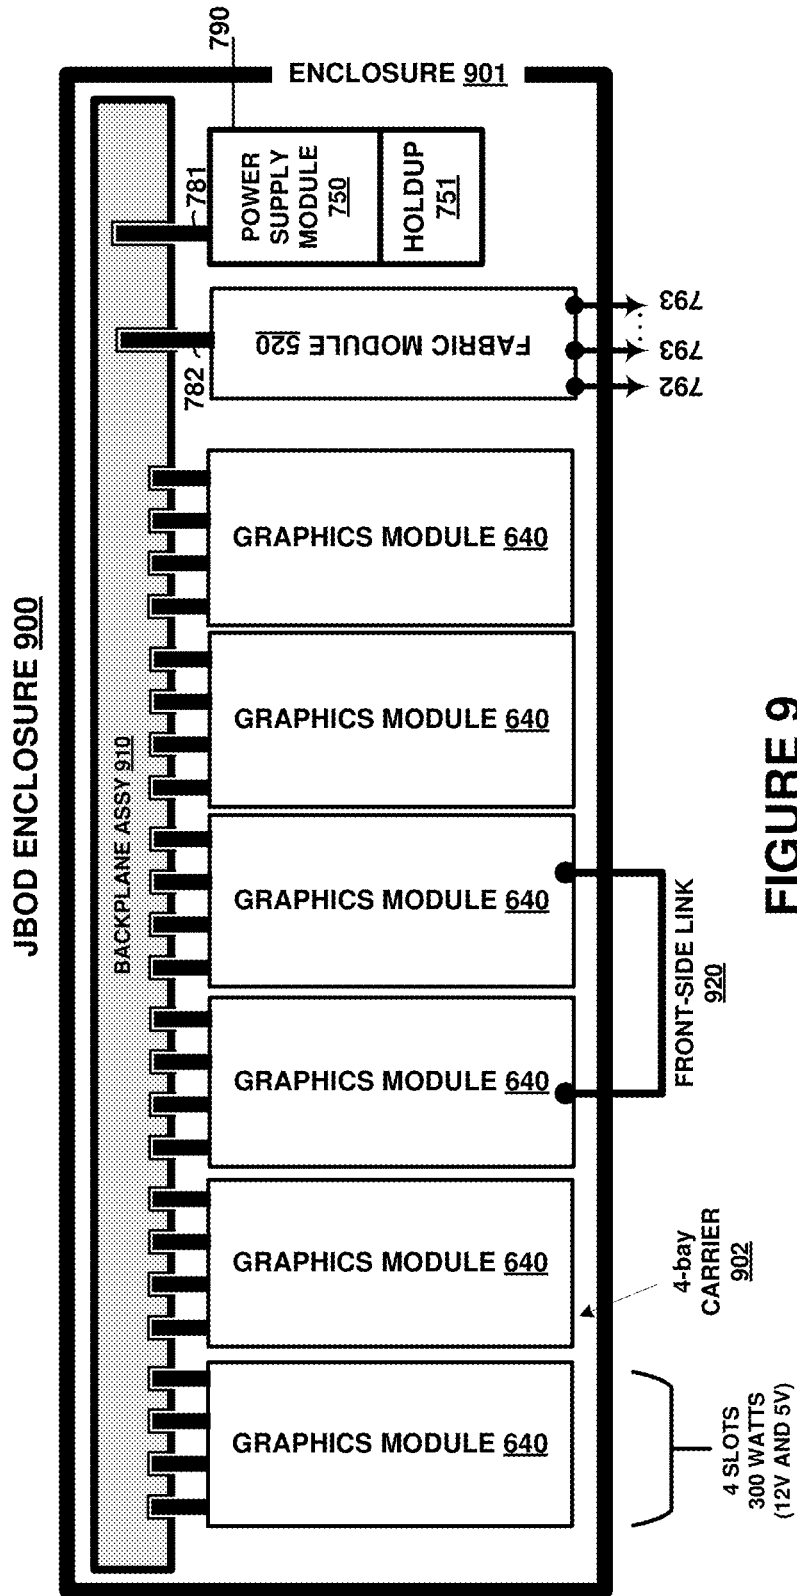 JBOD ENCLOSURE 900
ENCLOSURE 901
790
BACKPLANE ASSY 910
781
POWER
SUPPLY
MODULE
750
HOLDUP
751
782
FABRIC MODULE 520
792
793
...
793
GRAPHICS MODULE 640
GRAPHICS MODULE 640
GRAPHICS MODULE 640
GRAPHICS MODULE 640
GRAPHICS MODULE 640
GRAPHICS MODULE 640
FRONT-SIDE LINK
920
4-bay
CARRIER
902
4 SLOTS
300 WATTS
(12V AND 5V)
FIGURE 9